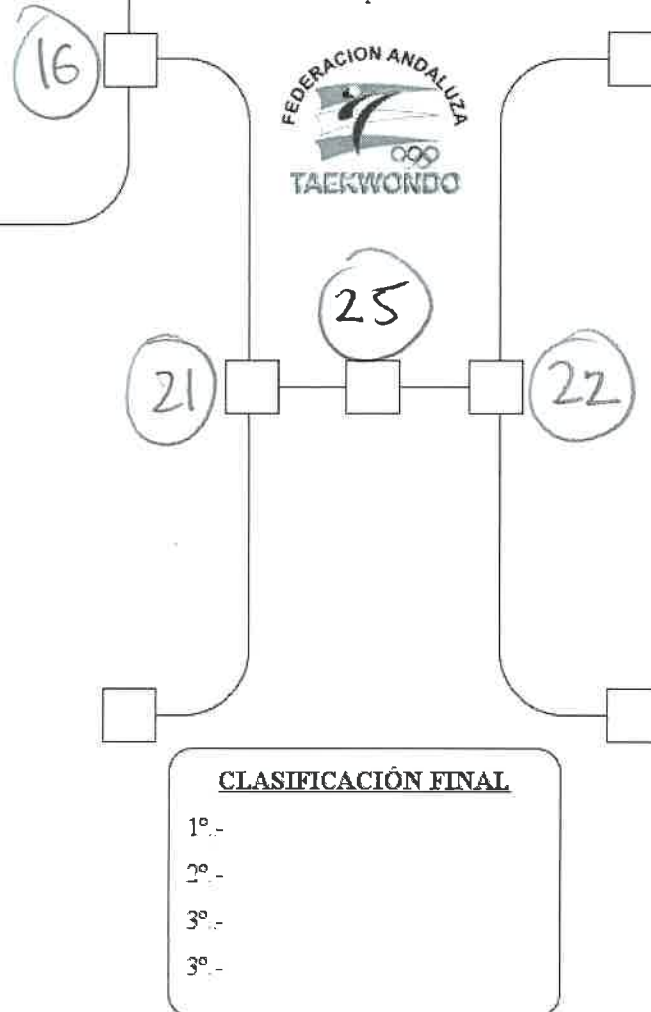 16
FEDERACION ANDALUZA
TAEKWONDO
25
21
22
CLASIFICACIÓN FINAL
1º.-
2º.-
3º.-
3º.-